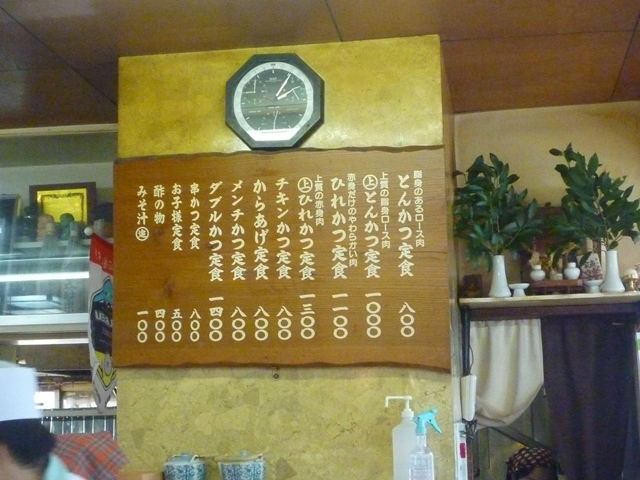 脂身のあるロース肉
とんかつ定食 八〇〇
上質の脂身ロース肉
㊤とんかつ定食 一〇〇〇
赤身だけのやわらかい肉
ひれかつ定食 一一〇〇
上質の赤身肉
㊤ひれかつ定食 一三〇〇
チキンかつ定食 八〇〇
からあげ定食 八〇〇
メンチかつ定食 八〇〇
ダブルかつ定食 一四〇〇
串かつ定食 八〇〇
お子様定食 五〇〇
酢の物 四〇〇
みそ汁 一〇〇